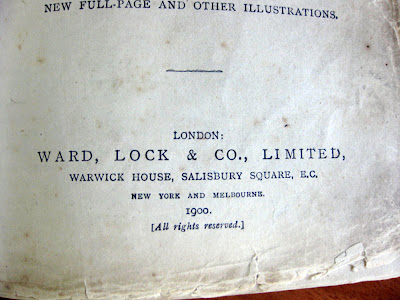 NEW FULL-PAGE AND OTHER ILLUSTRATIONS.
LONDON:
WARD, LOCK & CO., LIMITED,
WARWICK HOUSE, SALISBURY SQUARE, E.C.
NEW YORK AND MELBOURNE.
1900.
[All rights reserved.]